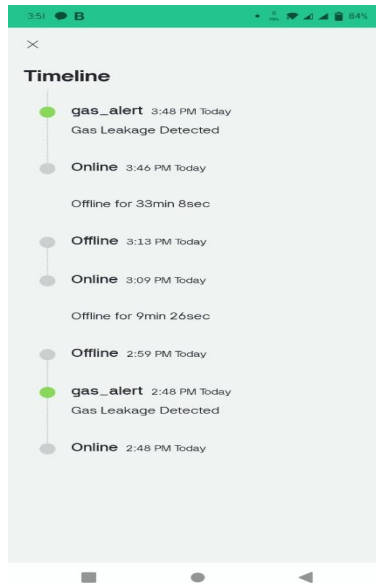 3:51 B 84%
Timeline
gas_alert 3:48 PM Today
Gas Leakage Detected
Online 3:46 PM Today
Offline for 33min 8sec
Offline 3:13 PM Today
Online 3:09 PM Today
Offline for 9min 26sec
Offline 2:59 PM Today
gas_alert 2:48 PM Today
Gas Leakage Detected
Online 2:48 PM Today